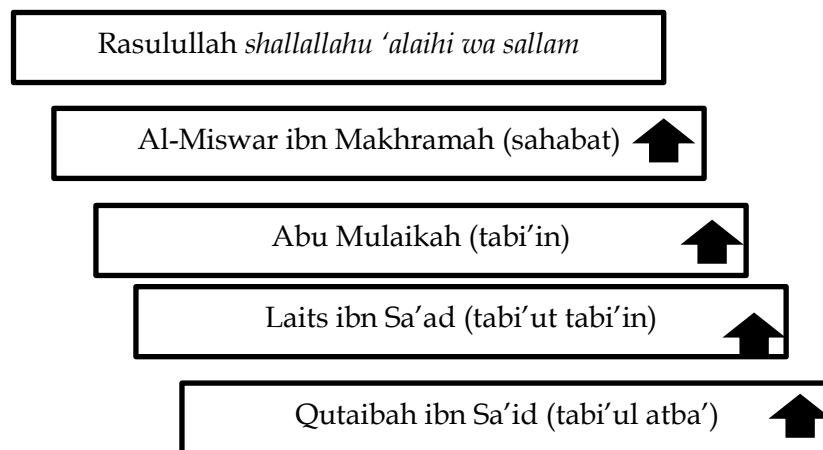 Rasulullah shallallahu ‘alaihi wa sallam
Al-Miswar ibn Makhramah (sahabat)
Abu Mulaikah (tabi’in)
Laits ibn Sa’ad (tabi’ut tabi’in)
Qutaibah ibn Sa’id (tabi’ul atba’)